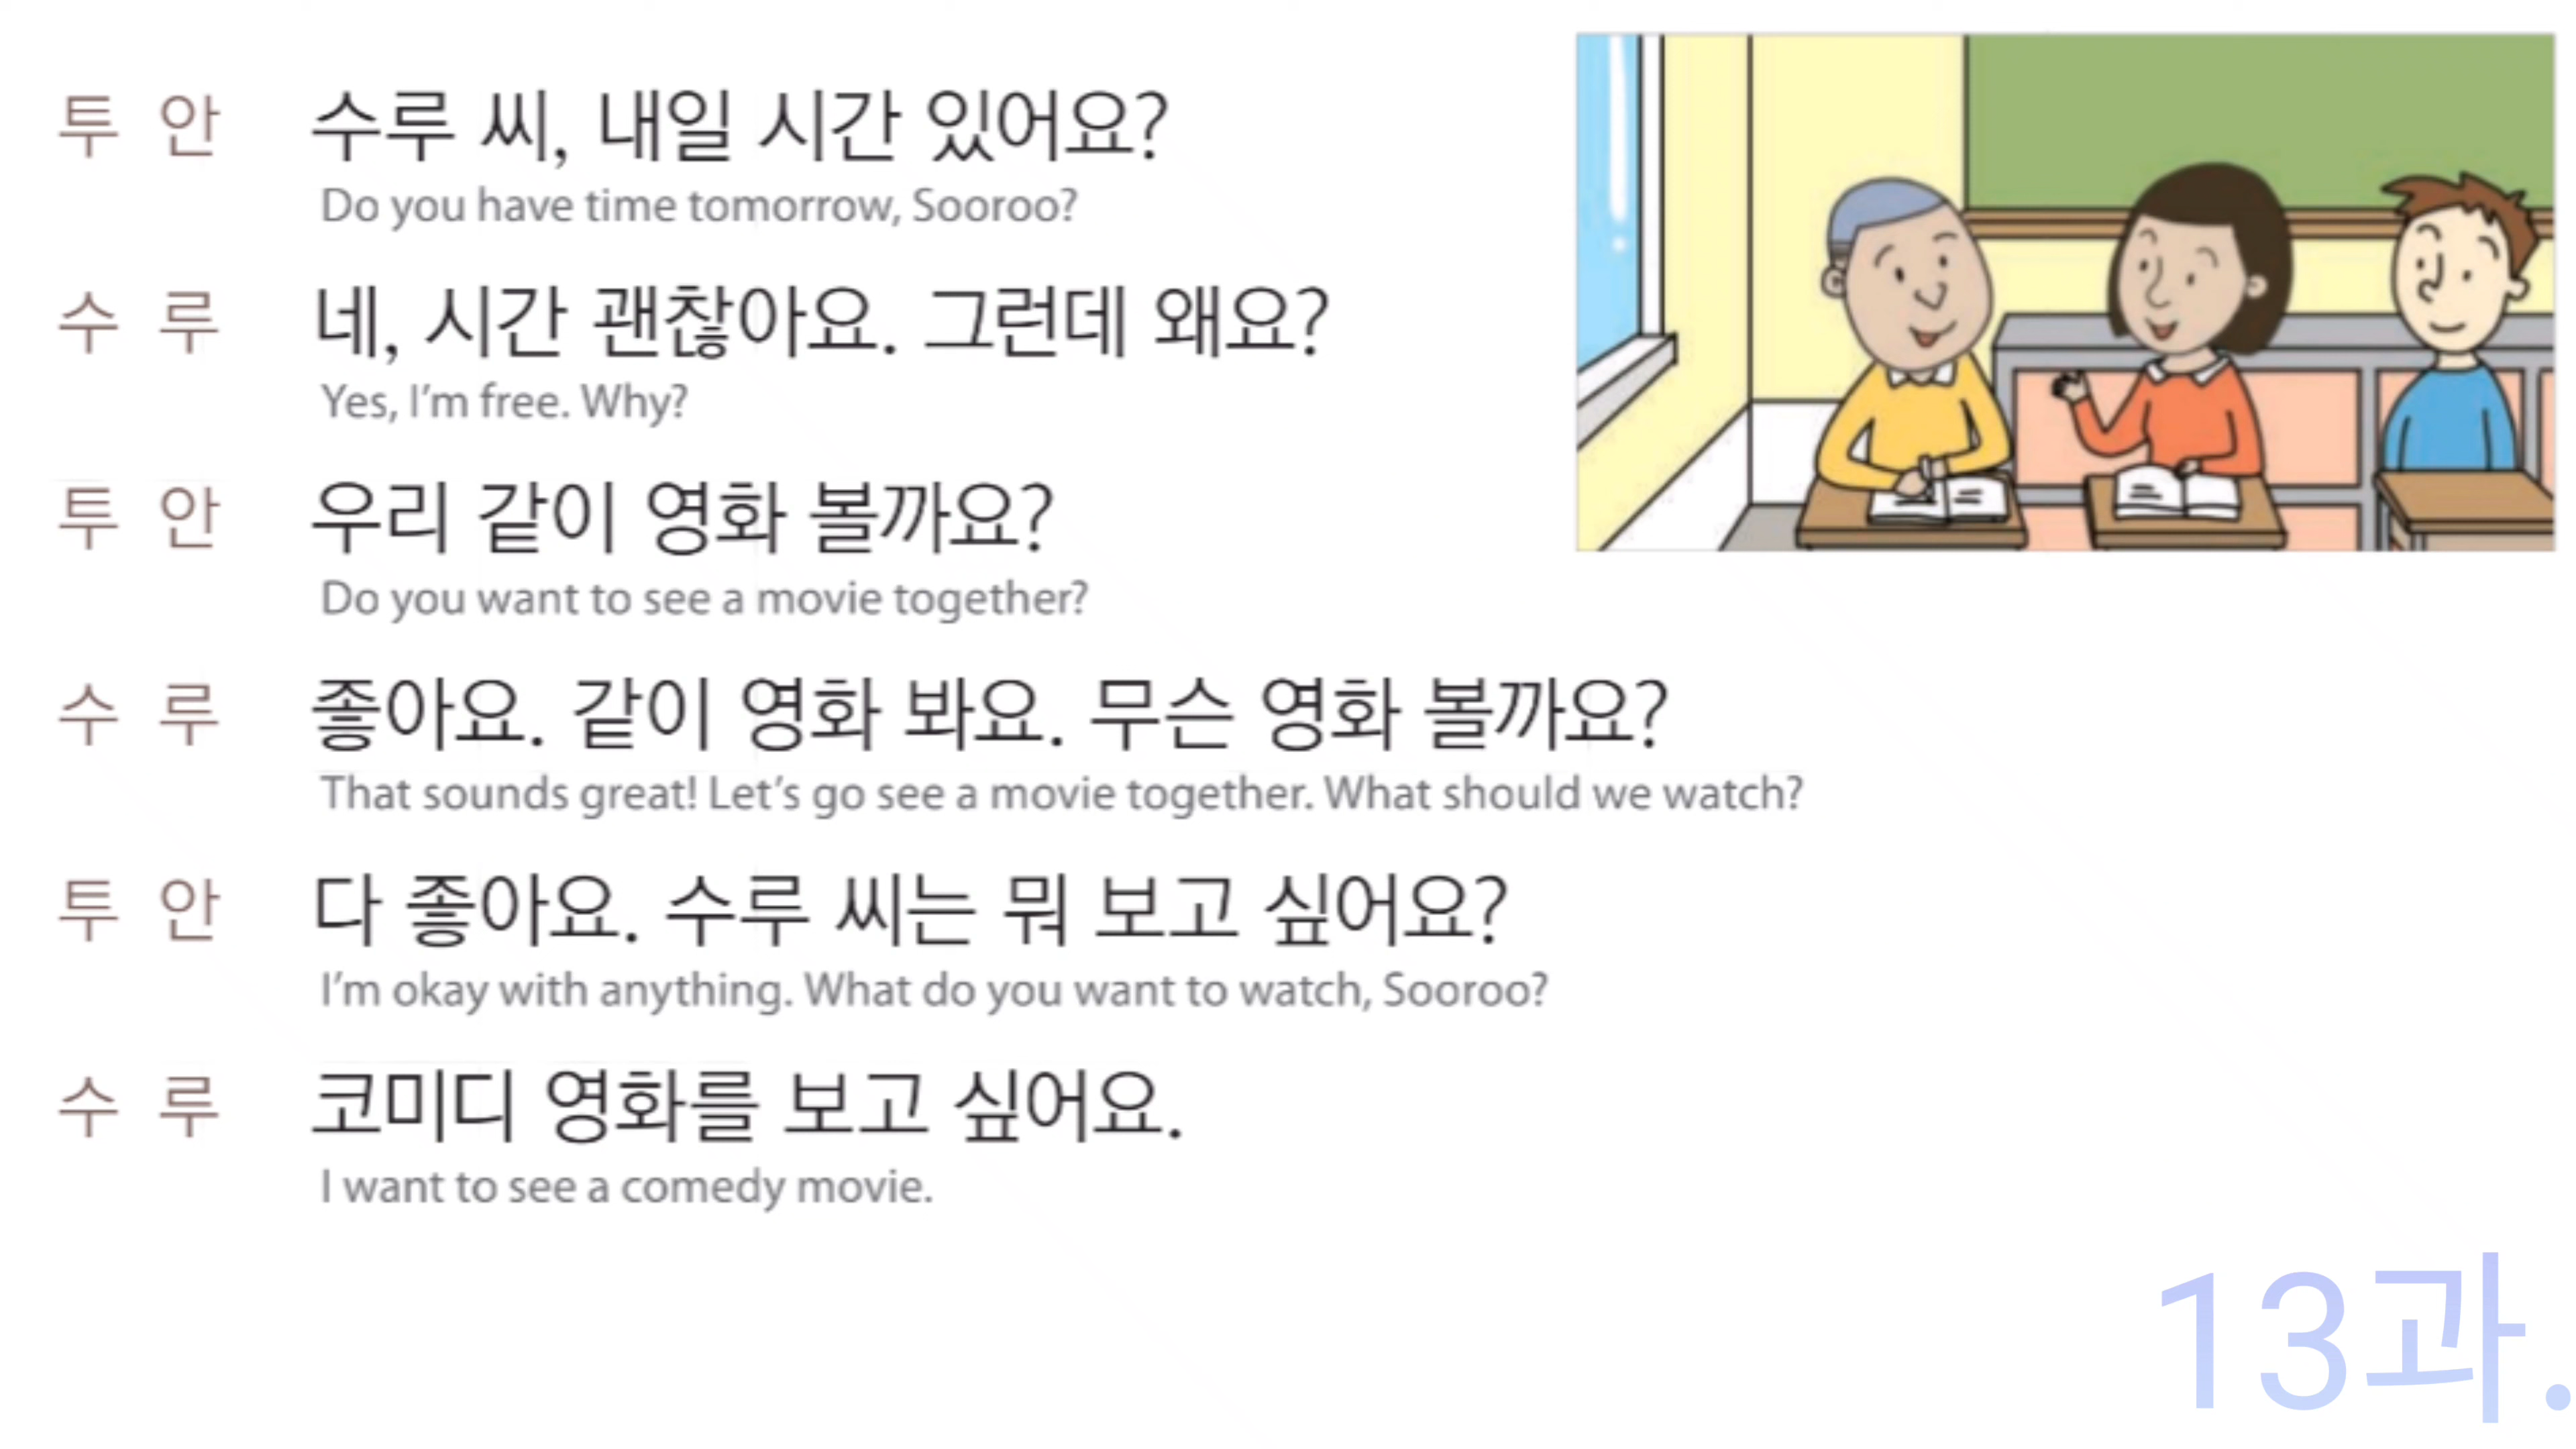 투 안 수루 씨, 내일 시간 있어요?
Do you have time tomorrow, Sooroo?
수 루 네, 시간 괜찮아요. 그런데 왜요?
Yes, I'm free. Why?
투 안 우리 같이 영화 볼까요?
Do you want to see a movie together?
수 루 좋아요. 같이 영화 봐요. 무슨 영화 볼까요?
That sounds great! Let's go see a movie together. What should we watch?
투 안 다 좋아요. 수루 씨는 뭐 보고 싶어요?
I'm okay with anything. What do you want to watch, Sooroo?
수 루 코미디 영화를 보고 싶어요.
I want to see a comedy movie.
13과.